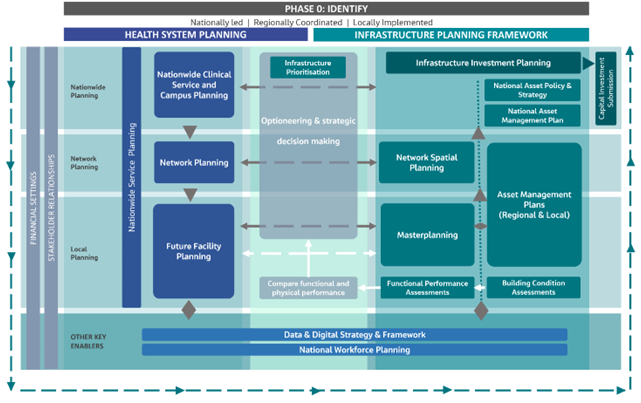 PHASE 0: IDENTIFY
Nationally led | Regionally Coordinated | Locally Implemented
HEALTH SYSTEM PLANNING
INFRASTRUCTURE PLANNING FRAMEWORK
FINANCIAL SETTINGS
STAKEHOLDER RELATIONSHIPS
Nationwide
Planning
Network
Planning
Local
Planning
OTHER KEY
ENABLERS
Nationwide Service Planning
Nationwide Clinical
Service and
Campus Planning
Network Planning
Future Facility
Planning
Infrastructure
Prioritisation
Optioneering & strategic
decision making
Compare functional and
physical performance
Infrastructure Investment Planning
National Asset Policy &
Strategy
National Asset
Management Plan
Capital Investment
Submission
Network Spatial
Planning
Masterplanning
Asset Management
Plans
(Regional & Local)
Functional Performance
Assessments
Building Condition
Assessments
Data & Digital Strategy & Framework
National Workforce Planning